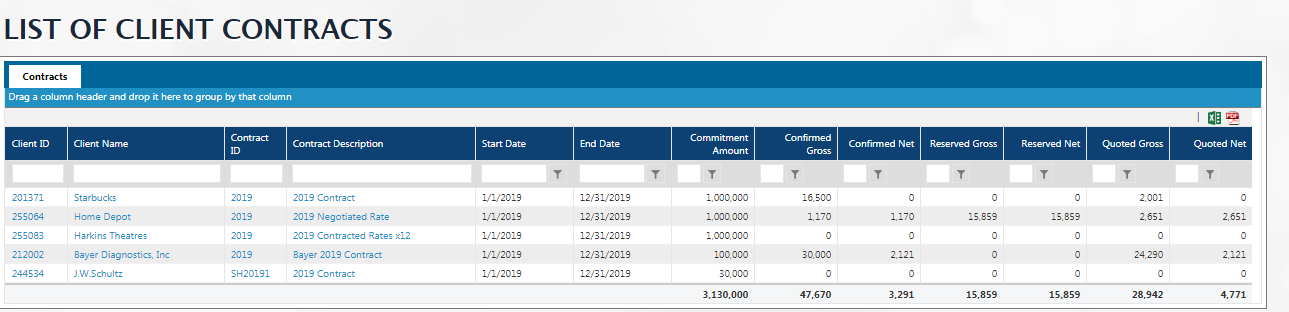 LIST OF CLIENT CONTRACTS
Contracts
Drag a column header and drop it here to group by that column
Client ID Client Name Contract ID Contract Description Start Date End Date Commitment Amount Confirmed Gross Confirmed Net Reserved Gross Reserved Net Quoted Gross Quoted Net
201371 Starbucks 2019 2019 Contract 1/1/2019 12/31/2019 1,000,000 16,500 0 0 0 2,001 0
255064 Home Depot 2019 2019 Negotiated Rate 1/1/2019 12/31/2019 1,000,000 1,170 1,170 15,859 15,859 2,651 2,651
255083 Harkins Theatres 2019 2019 Contracted Rates x12 1/1/2019 12/31/2019 1,000,000 0 0 0 0 0 0
212002 Bayer Diagnostics, Inc 2019 Bayer 2019 Contract 1/1/2019 12/31/2019 100,000 30,000 2,121 0 0 24,290 2,121
244534 J.W.Schultz SH20191 2019 Contract 1/1/2019 12/31/2019 30,000 0 0 0 0 0 0
3,130,000 47,670 3,291 15,859 15,859 28,942 4,771